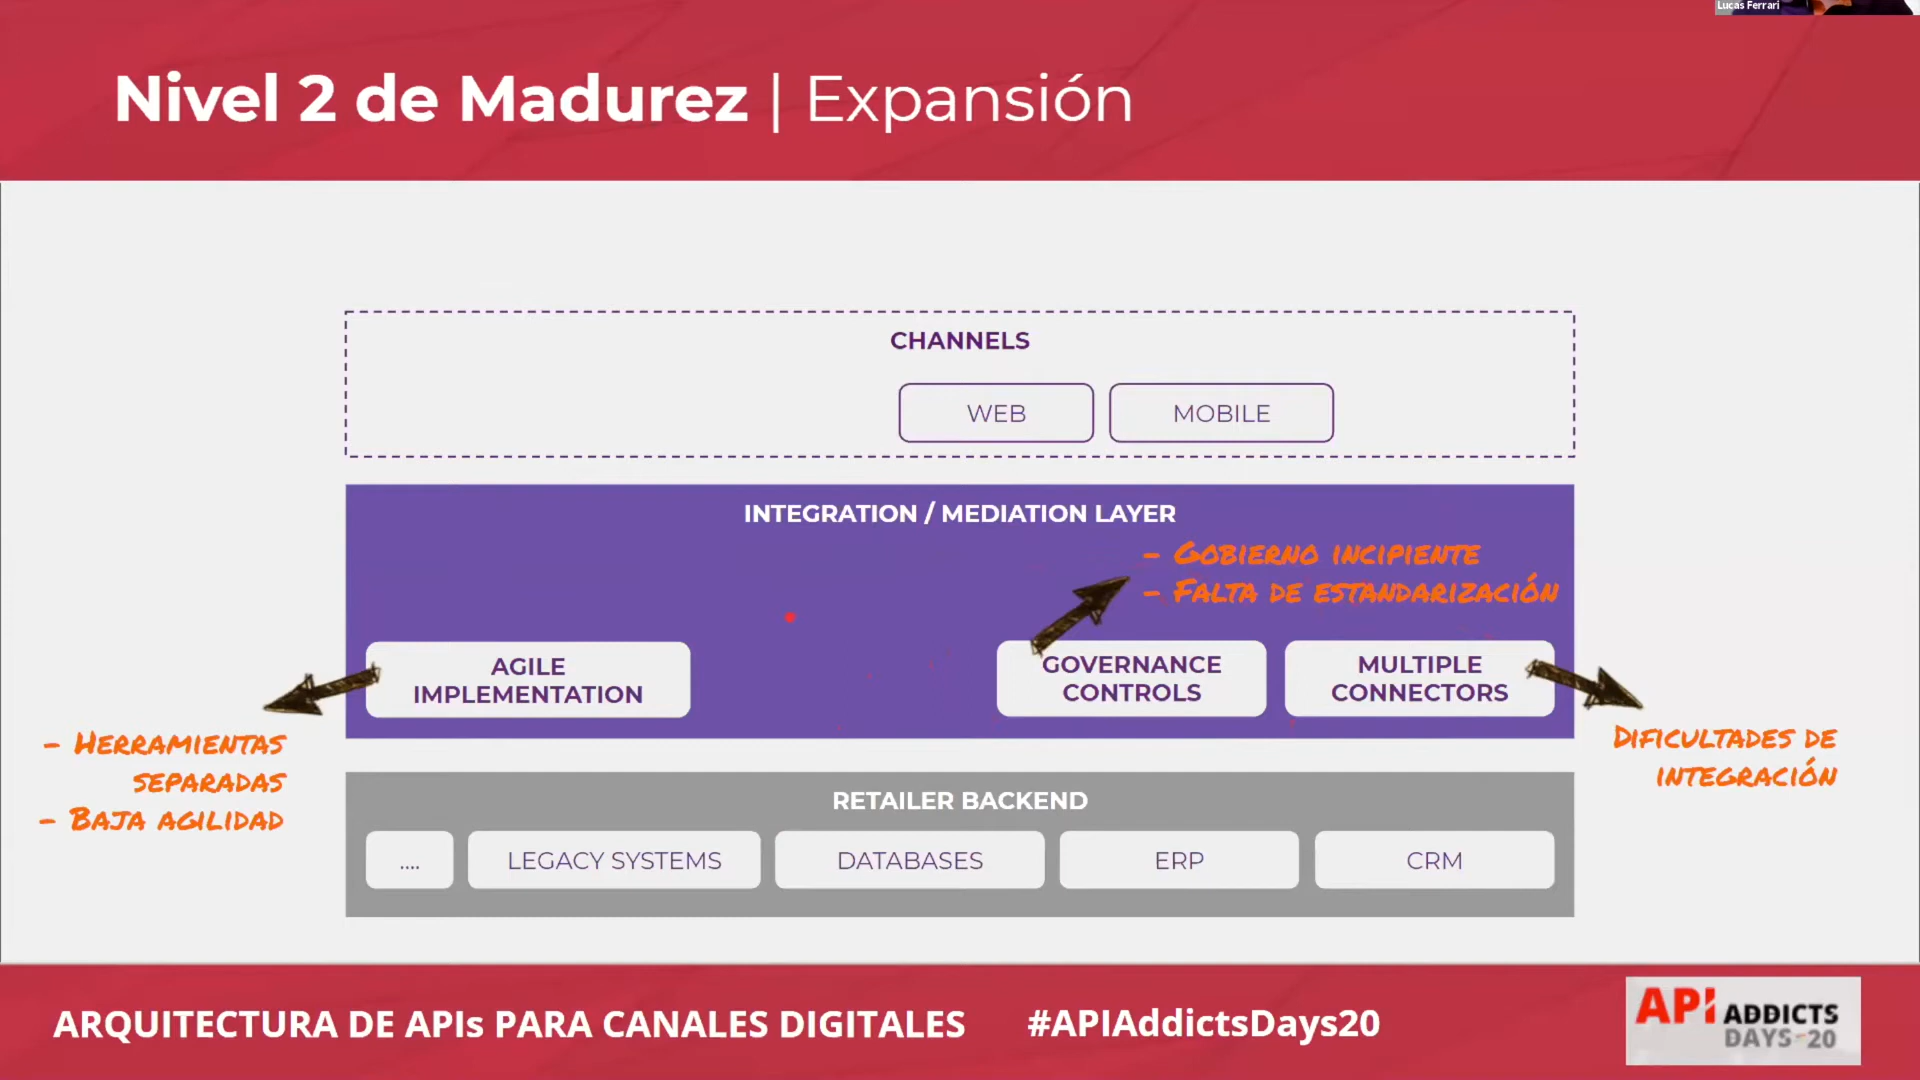 Lucas Ferrari
Nivel 2 de Madurez | Expansión
CHANNELS
WEB
MOBILE
INTEGRATION / MEDIATION LAYER
- Gobierno incipiente
- Falta de estandarización
AGILE
IMPLEMENTATION
GOVERNANCE
CONTROLS
MULTIPLE
CONNECTORS
- Herramientas
separadas
- Baja agilidad
Dificultades de
integración
RETAILER BACKEND
....
LEGACY SYSTEMS
DATABASES
ERP
CRM
ARQUITECTURA DE APIs PARA CANALES DIGITALES
#APIAddictsDays20
API ADDICTS
DAYS-20